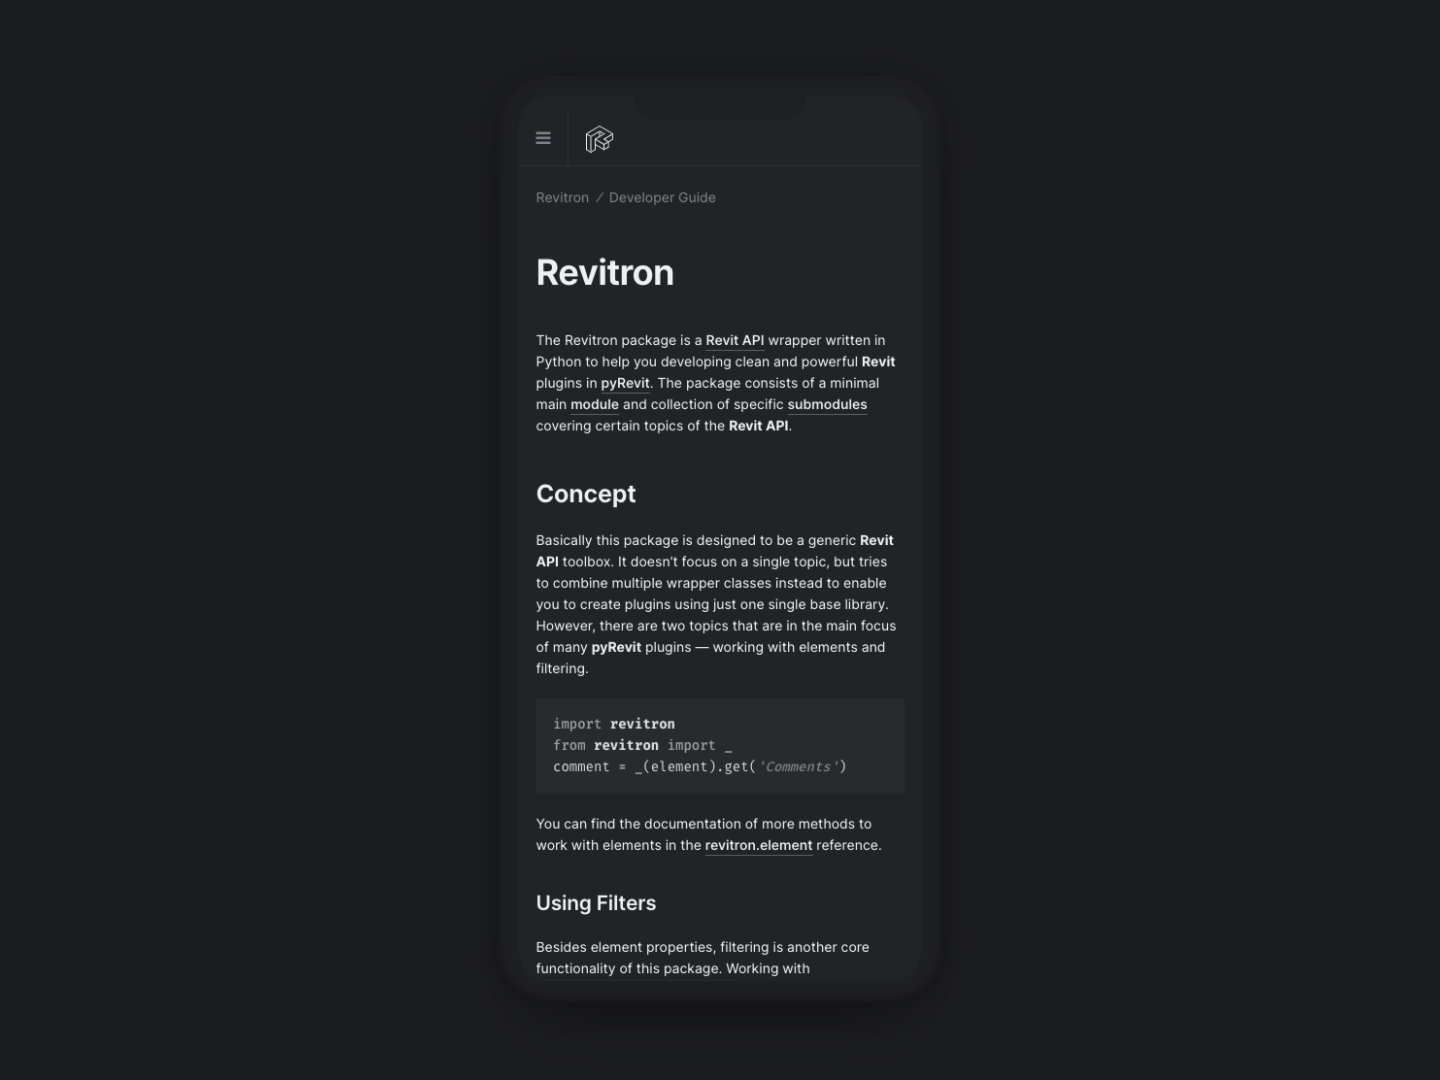 Revitron / Developer Guide
Revitron
The Revitron package is a Revit API wrapper written in
Python to help you developing clean and powerful Revit
plugins in pyRevit. The package consists of a minimal
main module and collection of specific submodules
covering certain topics of the Revit API.
Concept
Basically this package is designed to be a generic Revit
API toolbox. It doesn't focus on a single topic, but tries
to combine multiple wrapper classes instead to enable
you to create plugins using just one single base library.
However, there are two topics that are in the main focus
of many pyRevit plugins — working with elements and
filtering.
import revitron
from revitron import _
comment = _(element).get('Comments')
You can find the documentation of more methods to
work with elements in the revitron.element reference.
Using Filters
Besides element properties, filtering is another core
functionality of this package. Working with